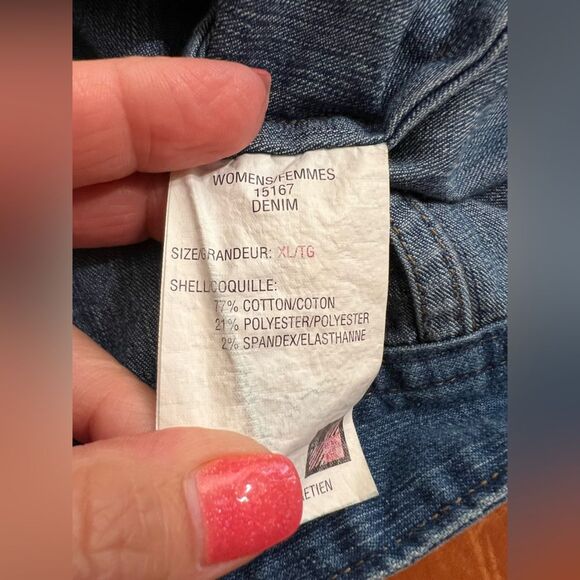 WOMENS/FEMMES
15167
DENIM
SIZE/GRANDEUR: XL/TG
SHELL/COQUILLE:
77% COTTON/COTON
21% POLYESTER/POLYESTER
2% SPANDEX/ELASTHANNE